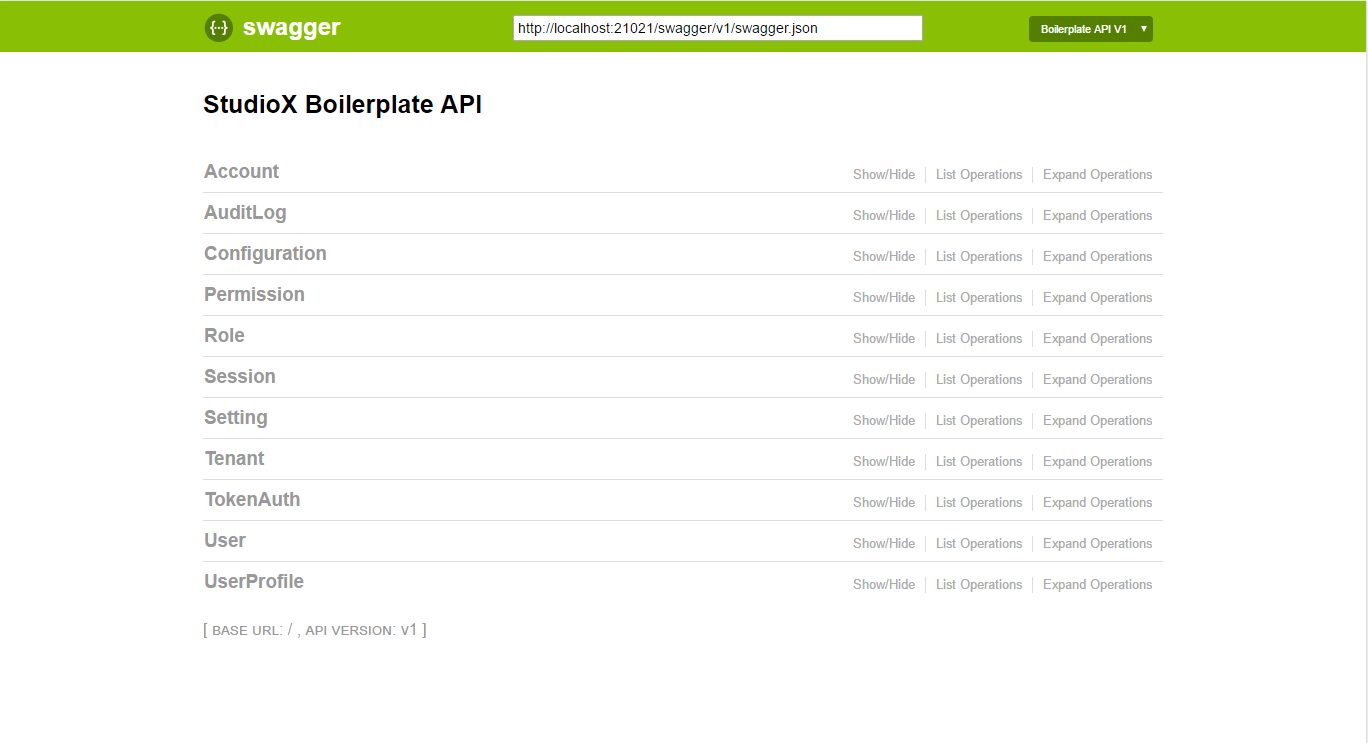 {··} swagger http://localhost:21021/swagger/v1/swagger.json Boilerplate API V1
StudioX Boilerplate API
Account Show/Hide List Operations Expand Operations
AuditLog Show/Hide List Operations Expand Operations
Configuration Show/Hide List Operations Expand Operations
Permission Show/Hide List Operations Expand Operations
Role Show/Hide List Operations Expand Operations
Session Show/Hide List Operations Expand Operations
Setting Show/Hide List Operations Expand Operations
Tenant Show/Hide List Operations Expand Operations
TokenAuth Show/Hide List Operations Expand Operations
User Show/Hide List Operations Expand Operations
UserProfile Show/Hide List Operations Expand Operations
[ BASE URL: / , API VERSION: v1 ]